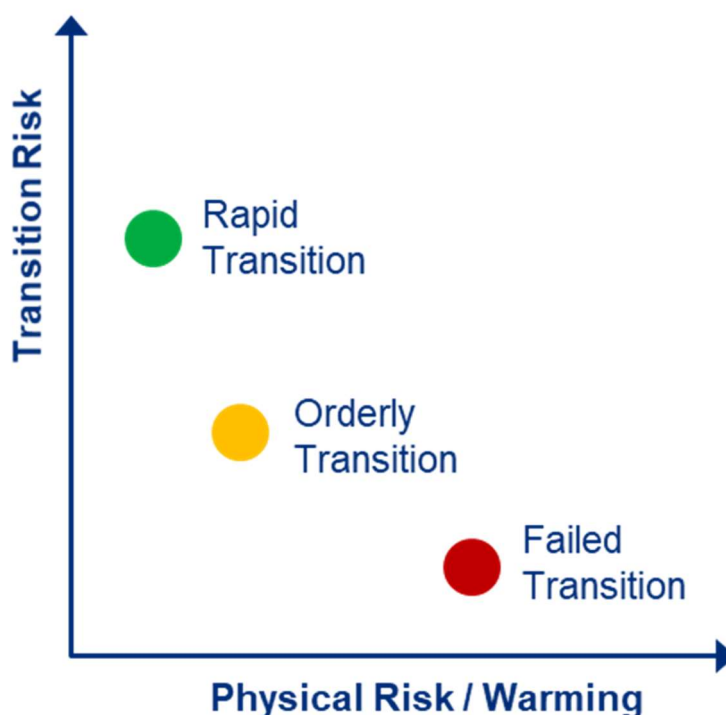 Transition Risk
Rapid
Transition
Orderly
Transition
Failed
Transition
Physical Risk / Warming